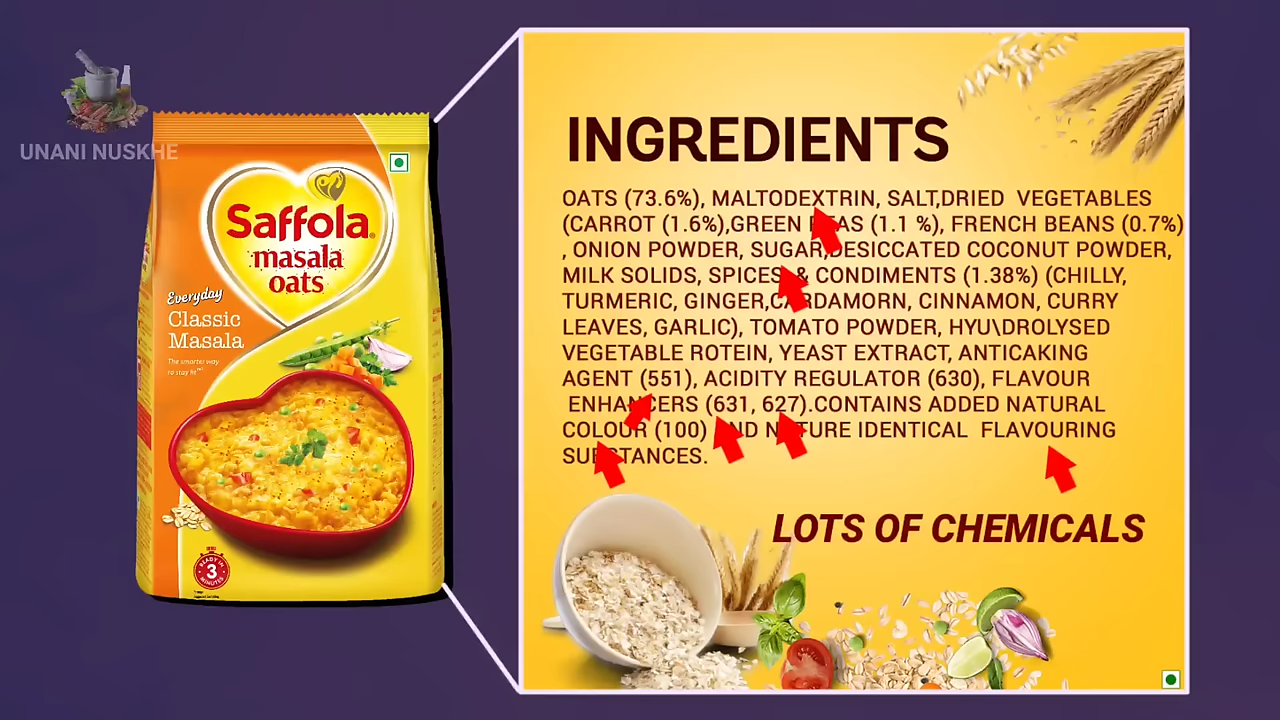 UNANI NUSKHE
Saffola
masala
oats
Everyday
Classic
Masala
The smarter way
to stay fit
READY IN
3
MINUTES
INGREDIENTS
OATS (73.6%), MALTODEXTRIN, SALT,DRIED VEGETABLES
(CARROT (1.6%),GREEN PEAS (1.1 %), FRENCH BEANS (0.7%)
, ONION POWDER, SUGAR,DESICCATED COCONUT POWDER,
MILK SOLIDS, SPICES & CONDIMENTS (1.38%) (CHILLY,
TURMERIC, GINGER,CARDAMORN, CINNAMON, CURRY
LEAVES, GARLIC), TOMATO POWDER, HYU\DROLYSED
VEGETABLE ROTEIN, YEAST EXTRACT, ANTICAKING
AGENT (551), ACIDITY REGULATOR (630), FLAVOUR
ENHANCERS (631, 627).CONTAINS ADDED NATURAL
COLOUR (100) AND NATURE IDENTICAL FLAVOURING
SUBSTANCES.
LOTS OF CHEMICALS